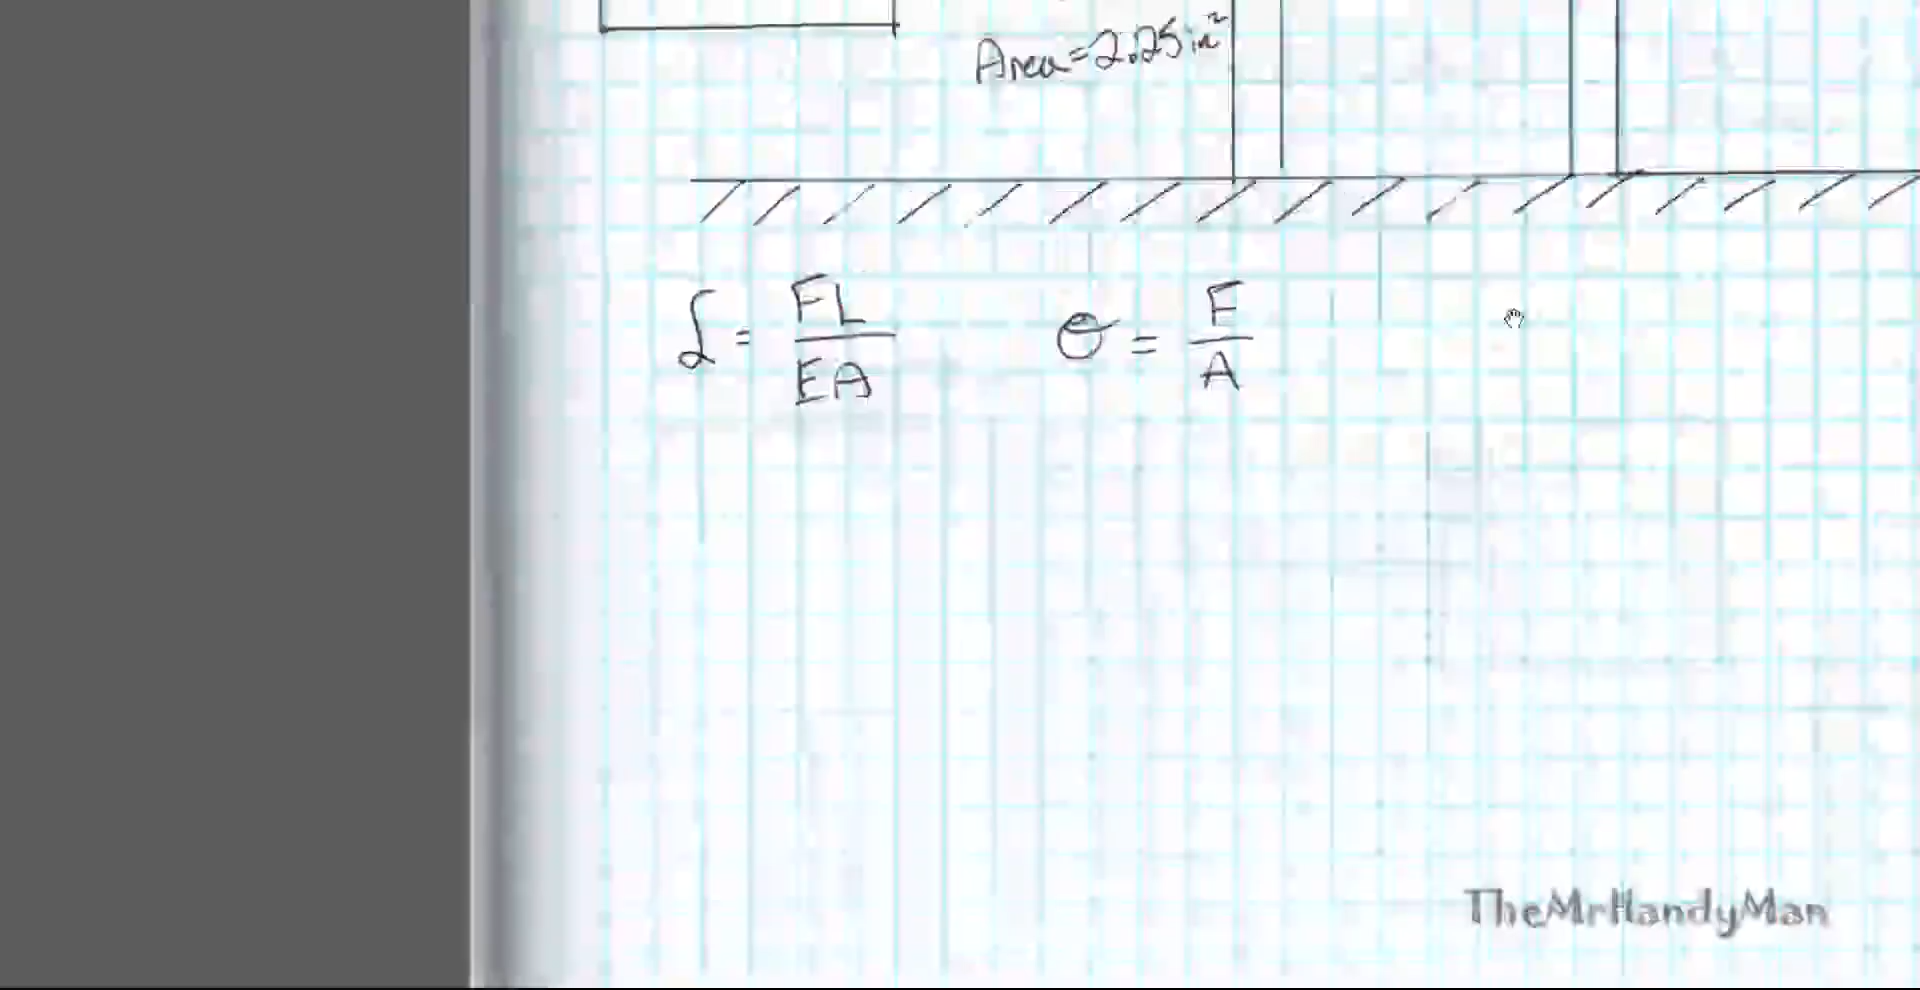 Area = 2.25 in²
δ = FL / EA
σ = F / A
TheMrHandyMan